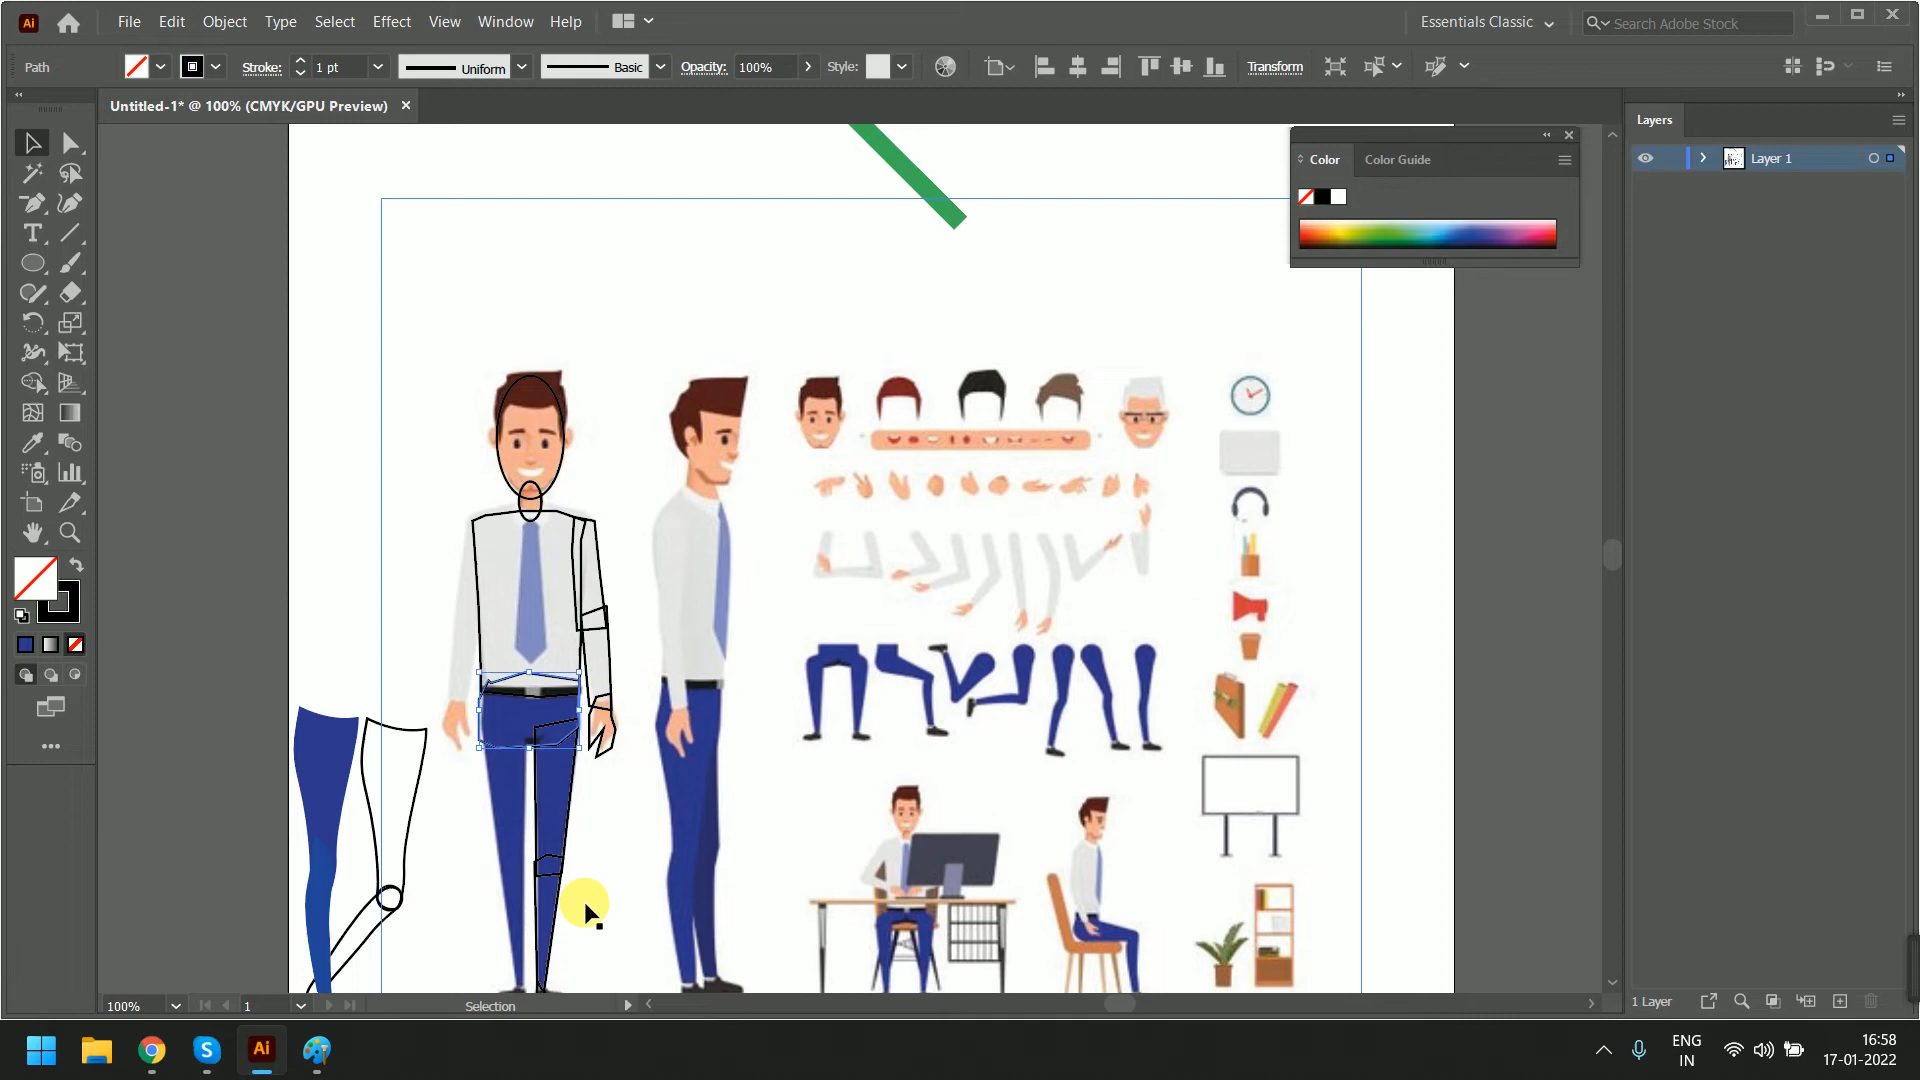 Ai File Edit Object Type Select Effect View Window Help Essentials Classic Search Adobe Stock
Path Stroke: 1 pt Uniform Basic Opacity: 100% Style: Transform
Untitled-1* @ 100% (CMYK/GPU Preview)
Layers
Color Color Guide
Layer 1
100% 1 Selection 1 Layer
Ai
ENG
IN
16:58
17-01-2022